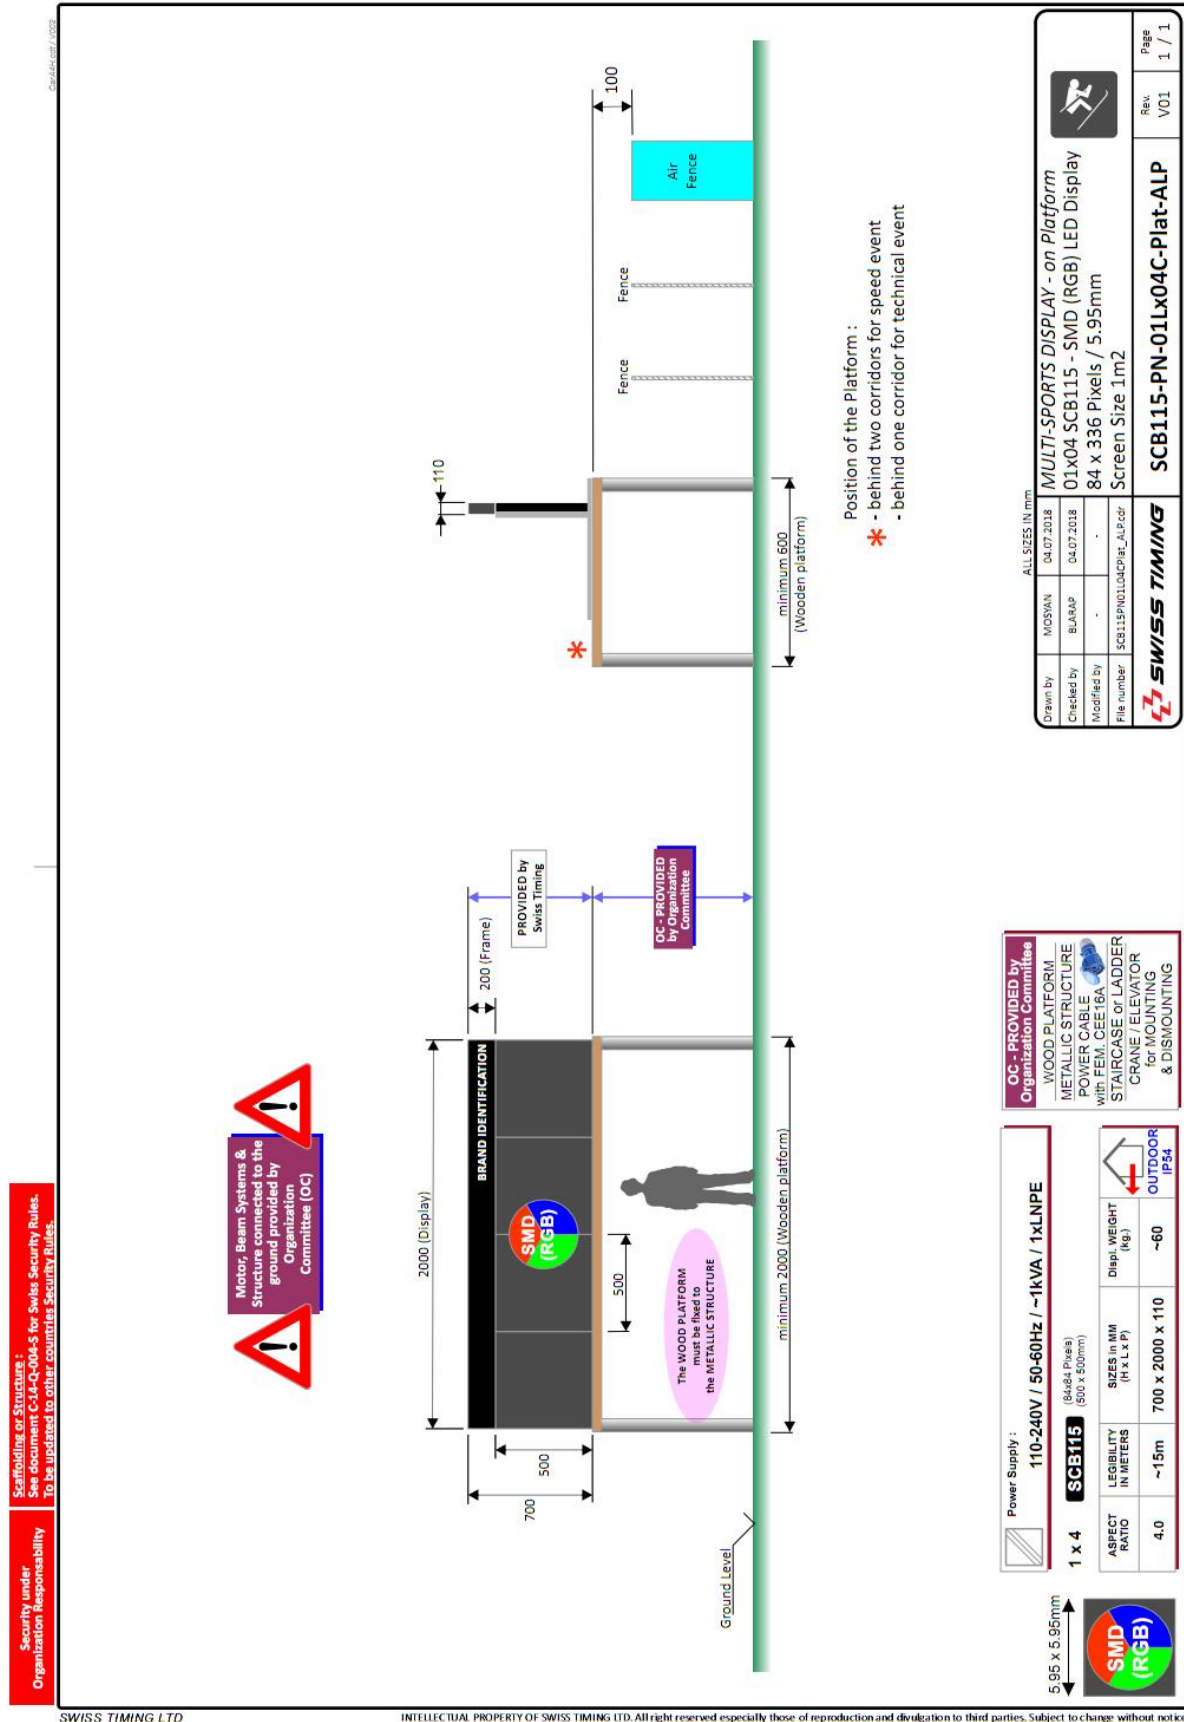 Security under
Organization Responsability
Scaffolding or Structure :
See document C-14-Q-004-S for Swiss Security Rules.
To be updated to other countries Security Rules.
Motor, Beam Systems &
Structure connected to the
ground provided by
Organization
Committee (OC)
2000 (Display)
200 (Frame)
BRAND IDENTIFICATION
SMD
(RGB)
500
500
700
PROVIDED by
Swiss Timing
OC - PROVIDED
by Organization
Committee
The WOOD PLATFORM
must be fixed to
the METALLIC STRUCTURE
minimum 2000 (Wooden platform)
Ground Level
110
100
Fence
Fence
Air
Fence
*
minimum 600
(Wooden platform)
Position of the Platform :
* - behind two corridors for speed event
- behind one corridor for technical event
5.95 x 5.95mm
SMD
(RGB)
Power Supply :
110-240V / 50-60Hz / ~1kVA / 1xLNPE
1 x 4
SCB115
(84x84 Pixels)
(500 x 500mm)
ASPECT
RATIO
LEGIBILITY
IN METERS
SIZES in MM
(H x L x P)
Displ. WEIGHT
(kg.)
4.0
~15m
700 x 2000 x 110
~60
OUTDOOR
IP54
OC - PROVIDED by
Organization Committee
WOOD PLATFORM
METALLIC STRUCTURE
POWER CABLE
with FEM. CEE16A
STAIRCASE or LADDER
CRANE / ELEVATOR
for MOUNTING
& DISMOUNTING
ALL SIZES IN mm
Drawn by MOSYAN 04.07.2018
Checked by BLARAP 04.07.2018
Modified by - -
File number SCB115PN01L04CPlat_ALP.cdr
MULTI-SPORTS DISPLAY - on Platform
01x04 SCB115 - SMD (RGB) LED Display
84 x 336 Pixels / 5.95mm
Screen Size 1m2
SWISS TIMING
SCB115-PN-01Lx04C-Plat-ALP
Rev.
V01
Page
1 / 1
SWISS TIMING LTD
INTELLECTUAL PROPERTY OF SWISS TIMING LTD. All right reserved especially those of reproduction and divulgation to third parties. Subject to change without notice